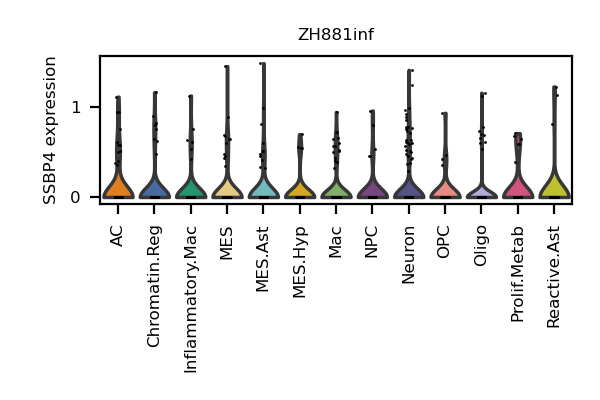 ZH881inf
SSBP4 expression
1
0
AC
Chromatin.Reg
Inflammatory.Mac
MES
MES.Ast
MES.Hyp
Mac
NPC
Neuron
OPC
Oligo
Prolif.Metab
Reactive.Ast